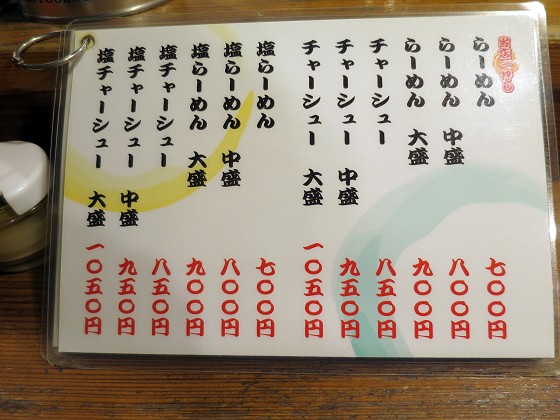 当店一押し
らーめん 七〇〇円
らーめん 中盛 八〇〇円
らーめん 大盛 九〇〇円
チャーシュー 八五〇円
チャーシュー 中盛 九五〇円
チャーシュー 大盛 一〇五〇円
塩らーめん 七〇〇円
塩らーめん 中盛 八〇〇円
塩らーめん 大盛 九〇〇円
塩チャーシュー 八五〇円
塩チャーシュー 中盛 九五〇円
塩チャーシュー 大盛 一〇五〇円